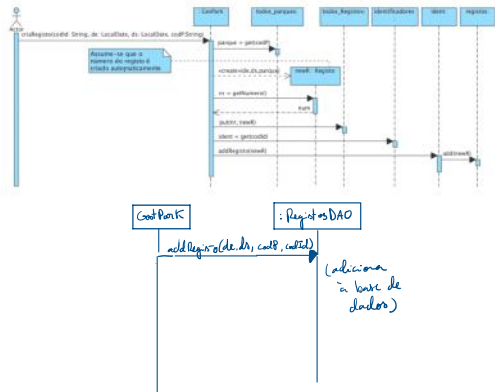 GestPark
todos_parques
todos_Registos
identificadores
ident
registos
Actor
criaRegisto(codId: String, de: LocalDate, ds: LocalDate, codP:String)
parque = get(codP)
Assume-se que o
número do registo é
criado automaticamente
<create>(de,ds,parque)
newR: Registo
nr = getNumero()
num
put(nr, newR)
ident = get(codId)
addRegisto(newR)
add(newR)
GestPark
: RegistosDAO
addRegisto(de,ds, codP, codId)
(adiciona
à base de
dados)